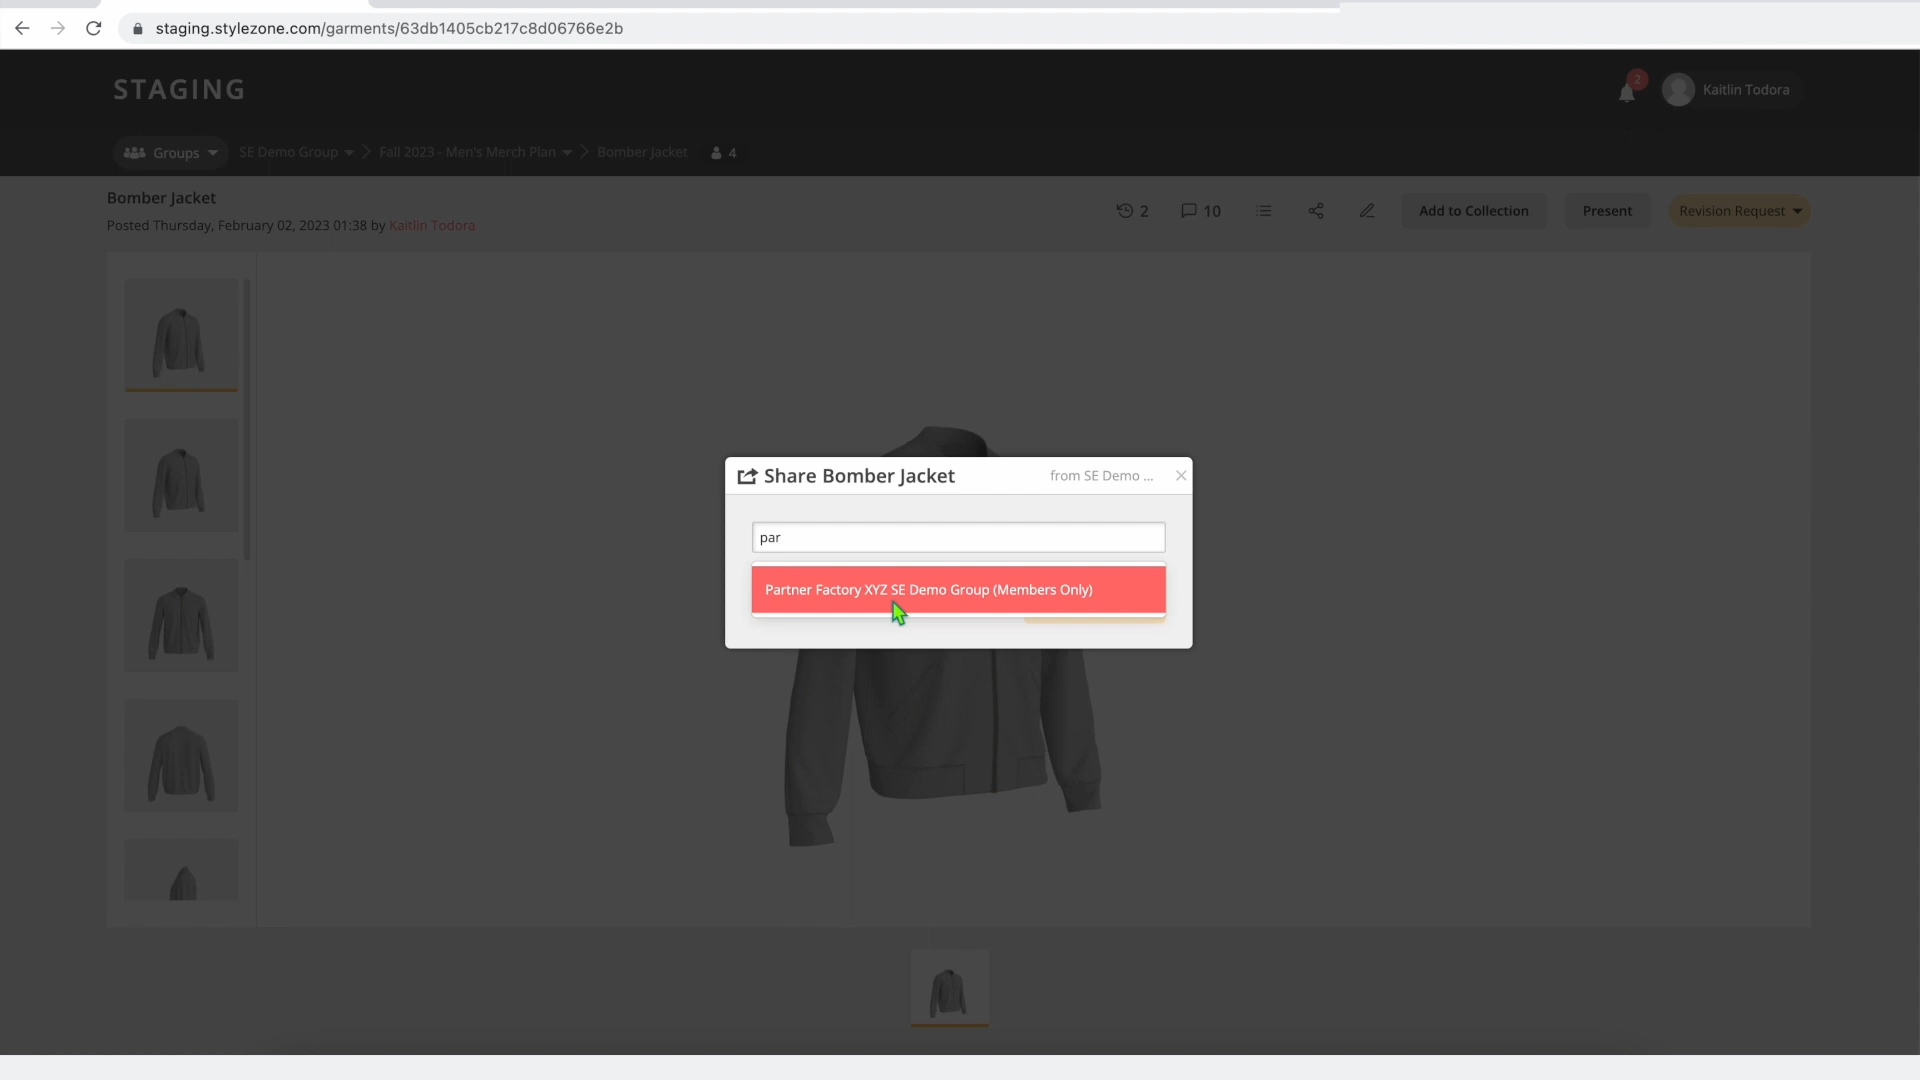 staging.stylezone.com/garments/63db1405cb217c8d06766e2b
STAGING
2
Kaitlin Todora
Groups
SE Demo Group
Fall 2023 - Men's Merch Plan
Bomber Jacket
4
Bomber Jacket
Posted Thursday, February 02, 2023 01:38 by Kaitlin Todora
2
10
Add to Collection
Present
Revision Request
Share Bomber Jacket
from SE Demo ...
par
Partner Factory XYZ SE Demo Group (Members Only)